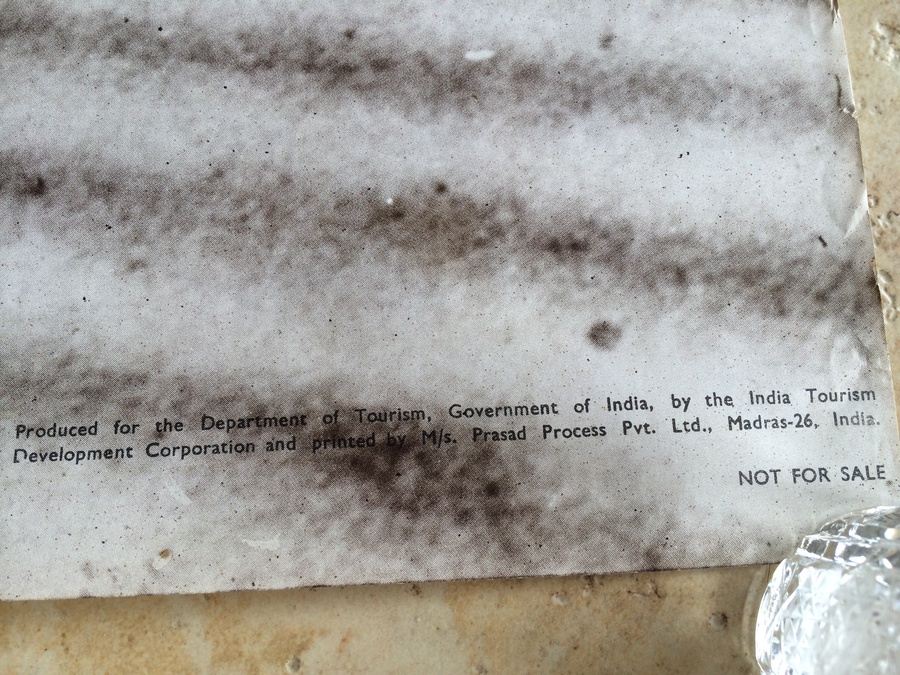 Produced for the Department of Tourism, Government of India, by the India Tourism
Development Corporation and printed by M/s. Prasad Process Pvt. Ltd., Madras-26, India.
NOT FOR SALE